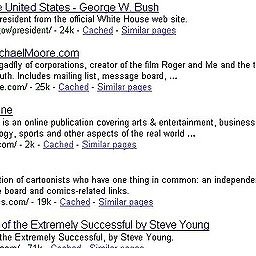 United States - George W. Bush
resident from the official White House web site.
ov/president/ - 24k - Cached - Similar pages
chaelMoore.com
gadfly of corporations, creator of the film Roger and Me and the t
uth. Includes mailing list, message board, ...
e.com/ - 25k - Cached - Similar pages
ne
is an online publication covering arts & entertainment, business
ogy, sports and other aspects of the real world ...
com/ - 2k - Cached - Similar pages
tion of cartoonists who have one thing in common: an independe
e board and comics-related links.
s.com/ - 19k - Cached - Similar pages
of the Extremely Successful by Steve Young
the Extremely Successful, by Steve Young.
com/ - 71k - Cached - Similar pages